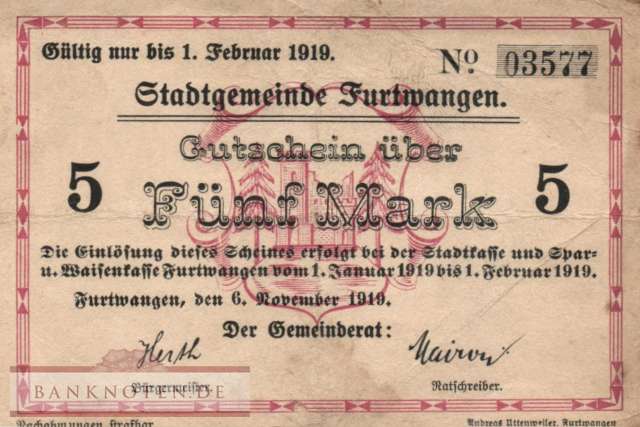 Gültig nur bis 1. Februar 1919.
No. 03577
Stadtgemeinde Furtwangen.
Gutschein über
5 Fünf Mark 5
Die Einlösung dieses Scheines erfolgt bei der Stadtkasse und Spar-
u. Waisenkasse Furtwangen vom 1. Januar 1919 bis 1. Februar 1919.
Furtwangen, den 6. November 1919.
Der Gemeinderat:
Herth
BANKNOTEN.DE
Bürgermeister.
Ratschreiber.
Nachahmungen strafbar
Andreas Uttenweiler, Furtwangen